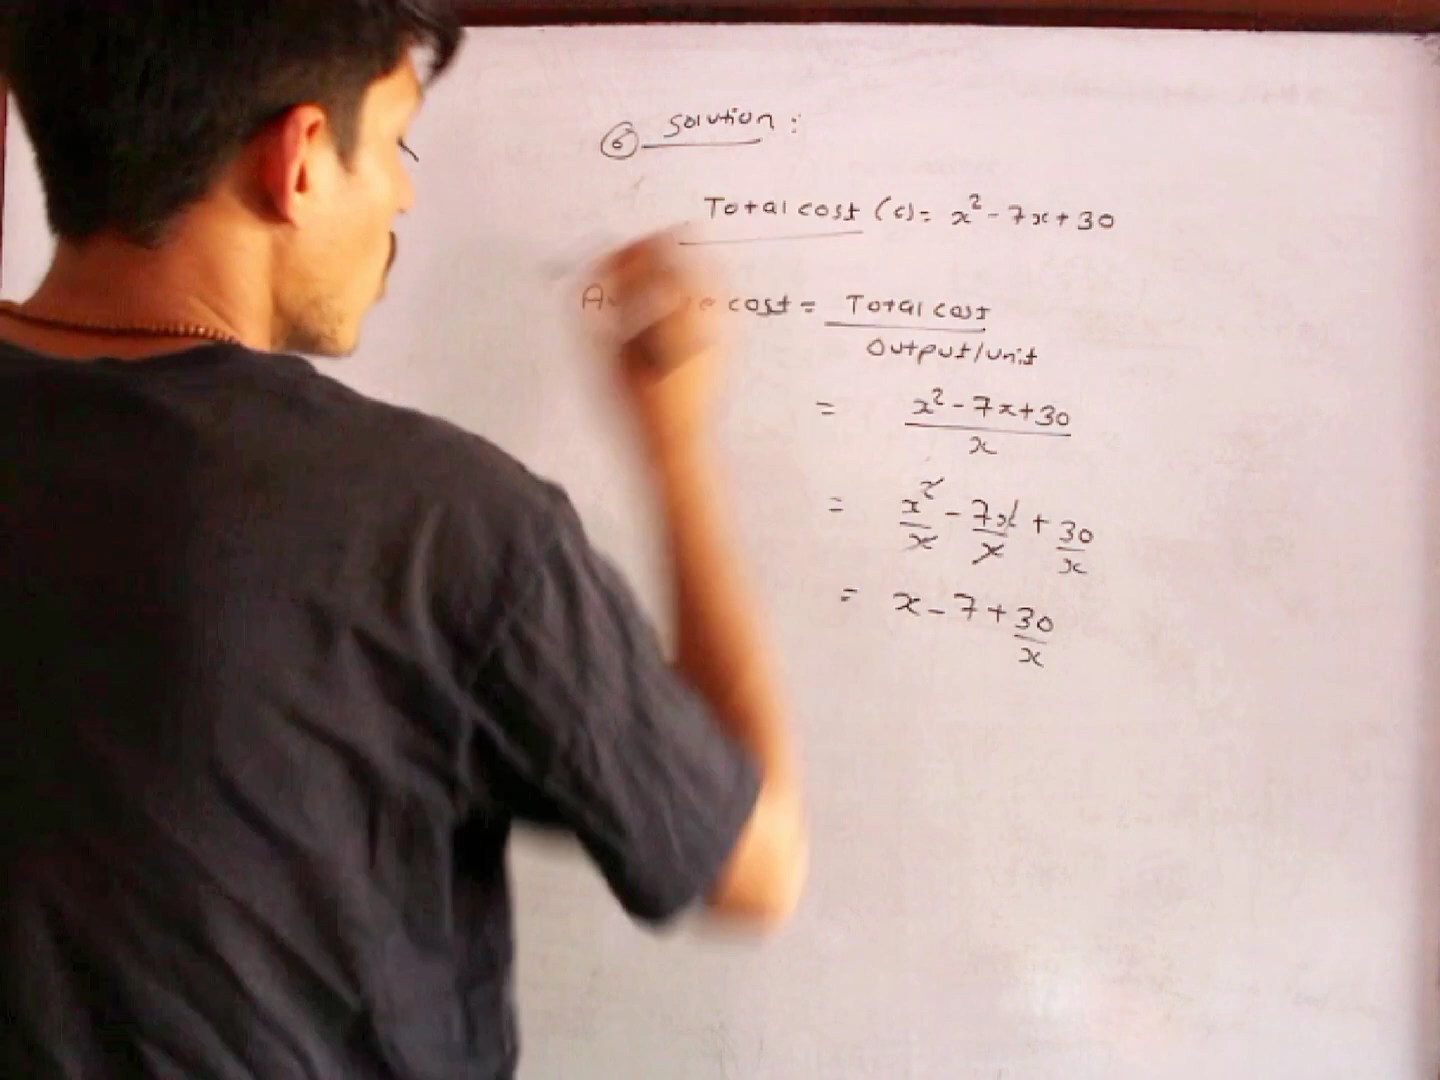 6 Solution :
Total cost (c) = x² - 7x + 30
cost = Total cost
Output/unit
= x² - 7x + 30
x
= x² - 7x + 30
x x x
= x - 7 + 30
x